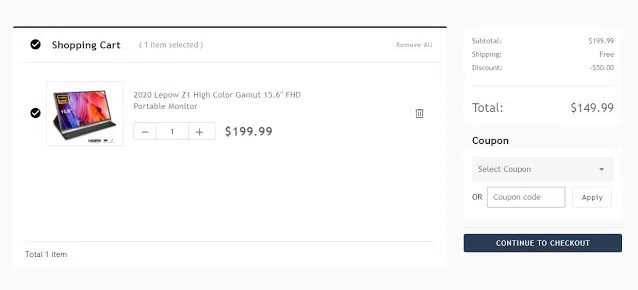 Shopping Cart ( 1 item selected ) Remove All
2020 Lepow Z1 High Color Gamut 15.6" FHD
Portable Monitor
— 1 + $199.99
Total 1 item
Subtotal: $199.99
Shipping: Free
Discount: -$50.00
Total: $149.99
Coupon
Select Coupon
OR Coupon code Apply
CONTINUE TO CHECKOUT